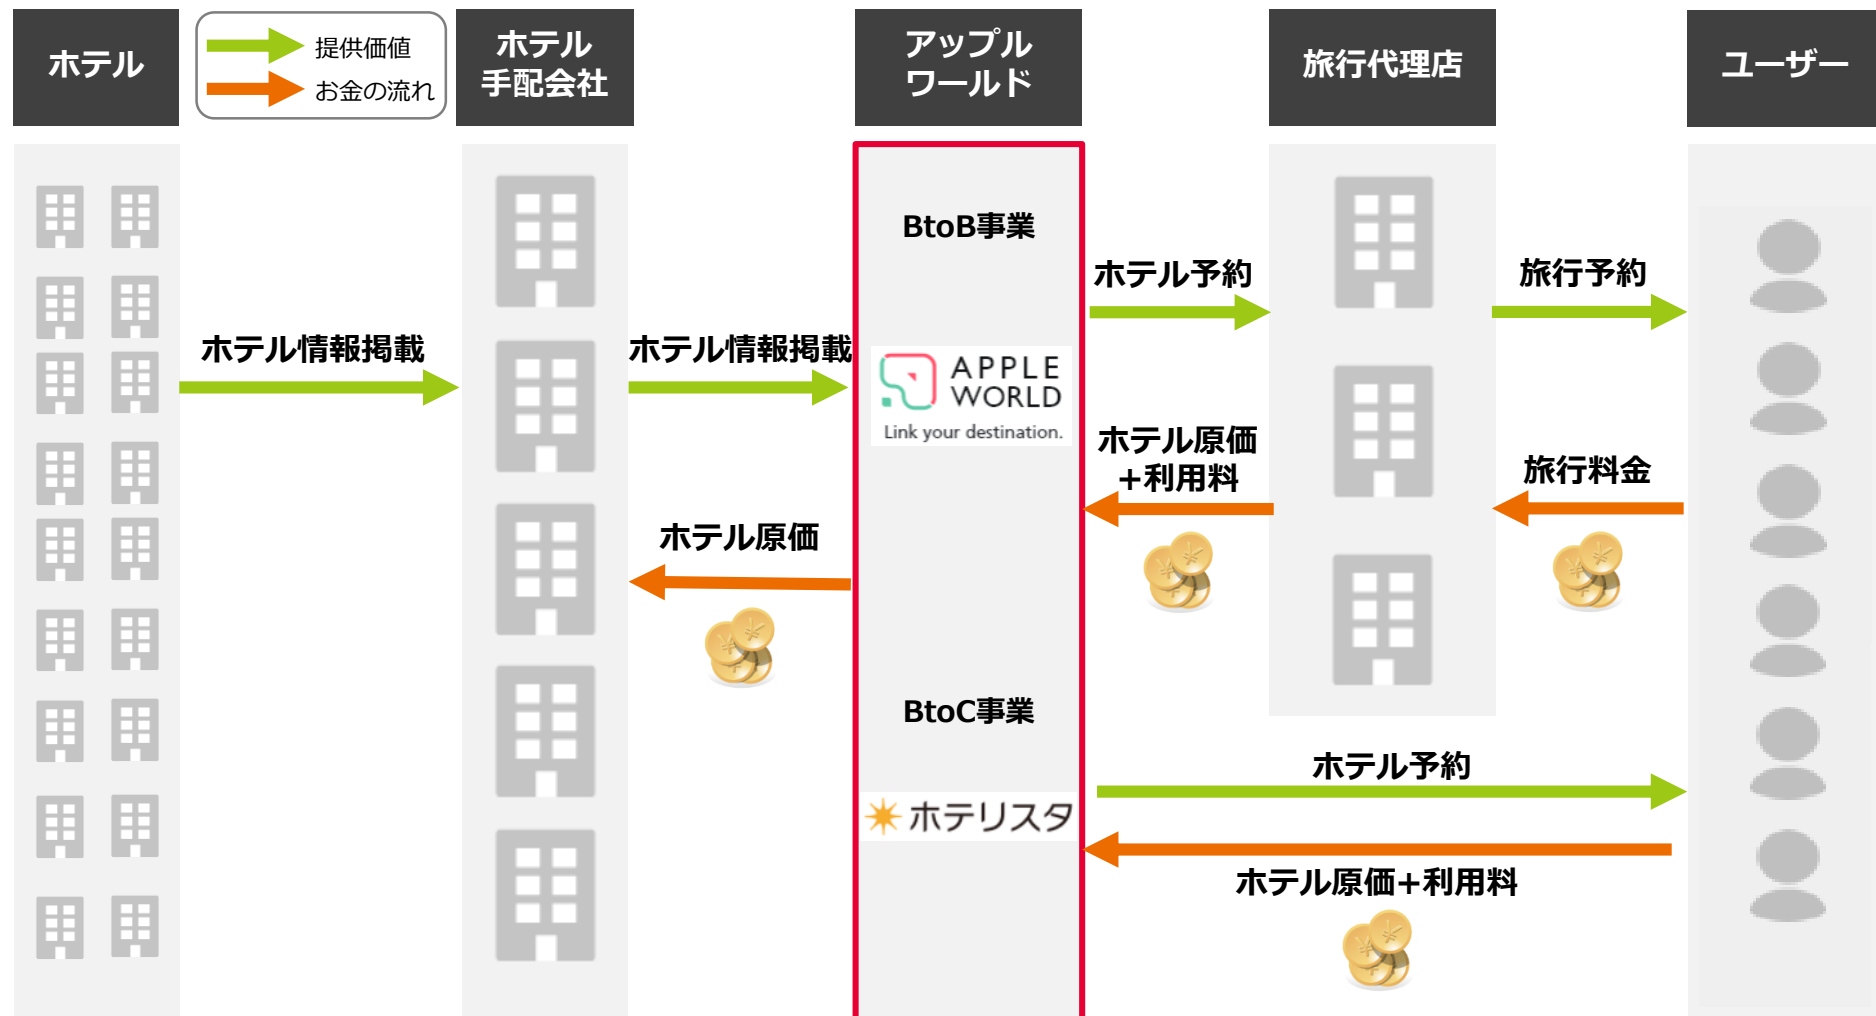 ホテル
提供価値
お金の流れ
ホテル
手配会社
アップル
ワールド
旅行代理店
ユーザー
BtoB事業
ホテル予約
旅行予約
ホテル情報掲載
ホテル情報掲載
APPLE
WORLD
Link your destination.
ホテル原価
+利用料
旅行料金
ホテル原価
BtoC事業
ホテル予約
ホテリスタ
ホテル原価+利用料